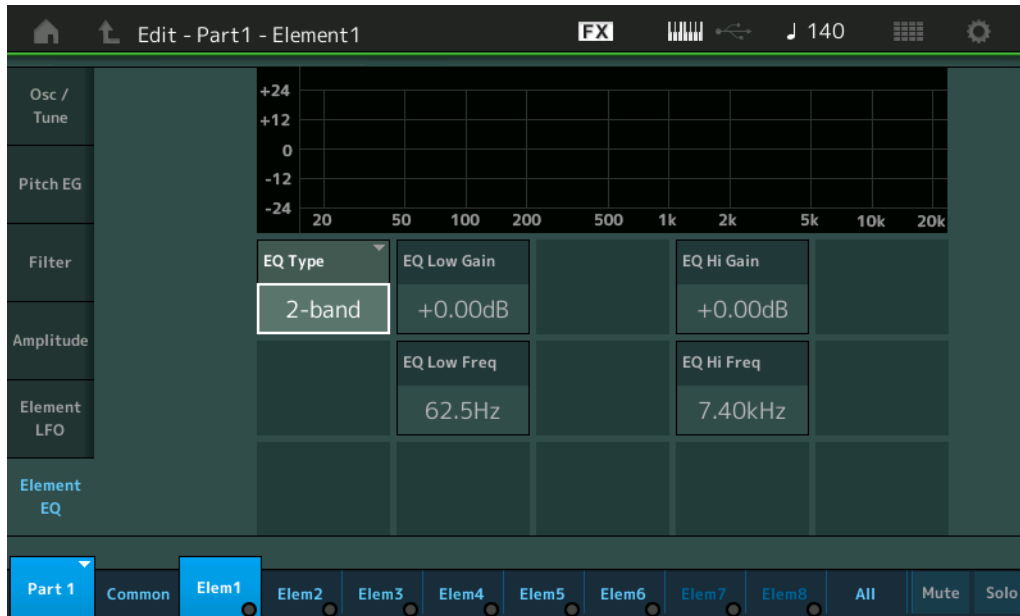 Edit - Part1 - Element1 FX ♩ 140
Osc /
Tune
Pitch EG
Filter
Amplitude
Element
LFO
Element
EQ
+24
+12
0
-12
-24
20 50 100 200 500 1k 2k 5k 10k 20k
EQ Type EQ Low Gain EQ Hi Gain
2-band +0.00dB +0.00dB
EQ Low Freq EQ Hi Freq
62.5Hz 7.40kHz
Part 1 Common Elem1 Elem2 Elem3 Elem4 Elem5 Elem6 Elem7 Elem8 All Mute Solo